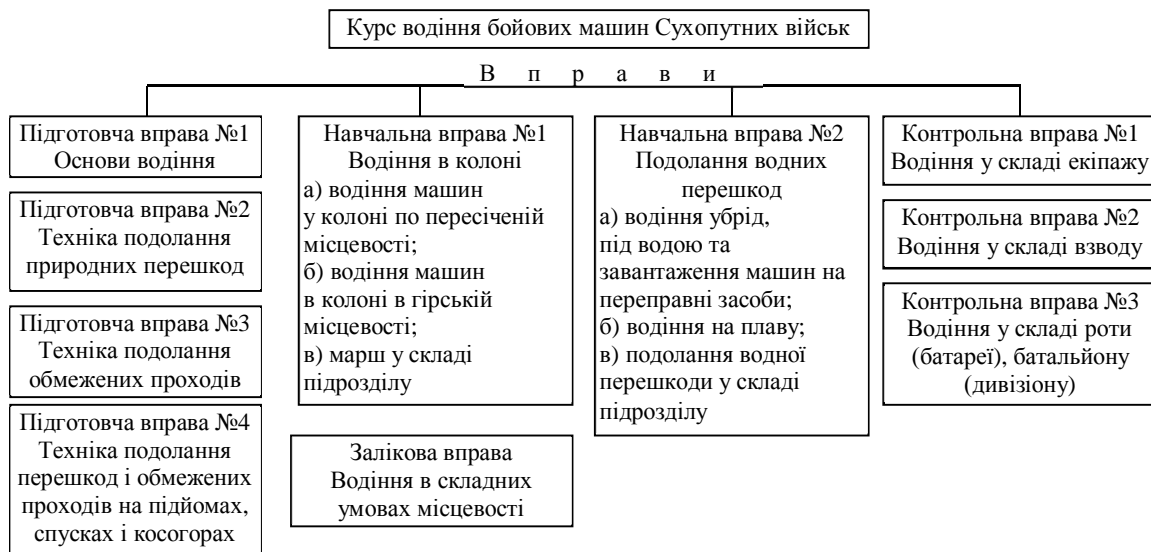 Курс водіння бойових машин Сухопутних військ
В п р а в и
Підготовча вправа №1
Основи водіння
Підготовча вправа №2
Техніка подолання
природних перешкод
Підготовча вправа №3
Техніка подолання
обмежених проходів
Підготовча вправа №4
Техніка подолання
перешкод і обмежених
проходів на підйомах,
спусках і косогорах
Навчальна вправа №1
Водіння в колоні
а) водіння машин
у колоні по пересіченій
місцевості;
б) водіння машин
в колоні в гірській
місцевості;
в) марш у складі
підрозділу
Залікова вправа
Водіння в складних
умовах місцевості
Навчальна вправа №2
Подолання водних
перешкод
а) водіння убрід,
під водою та
завантаження машин на
переправні засоби;
б) водіння на плаву;
в) подолання водної
перешкоди у складі
підрозділу
Контрольна вправа №1
Водіння у складі екіпажу
Контрольна вправа №2
Водіння у складі взводу
Контрольна вправа №3
Водіння у складі роти
(батареї), батальйону
(дивізіону)